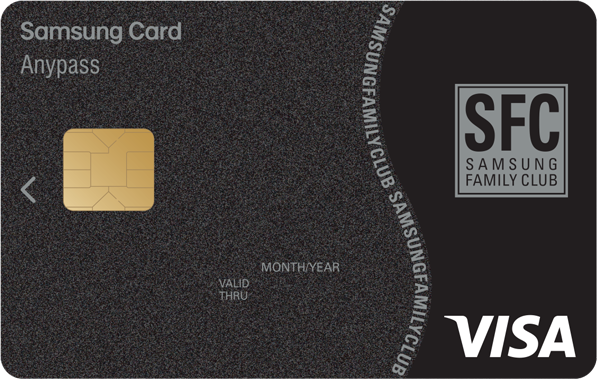 Samsung Card
Anypass
SAMSUNGFAMILYCLUB SAMSUNGFAMILYCLUB
SFC
SAMSUNG
FAMILY CLUB
MONTH/YEAR
VALID
THRU
VISA